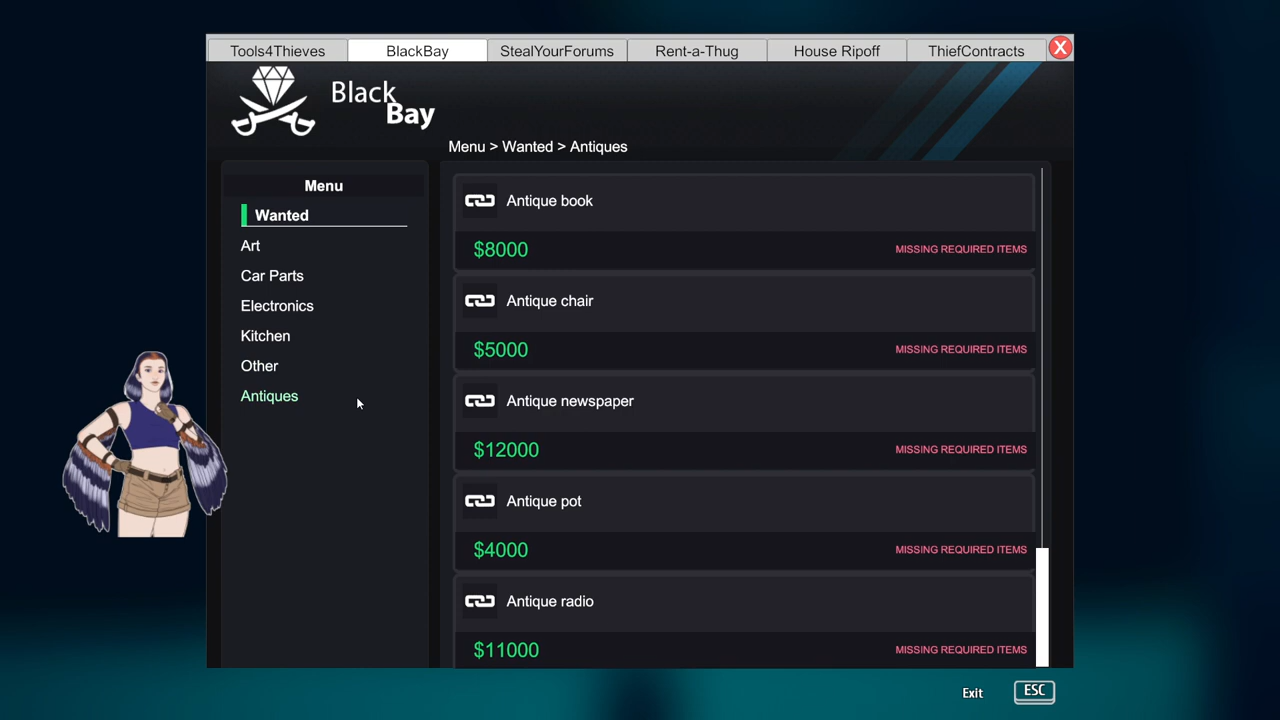 Tools4Thieves BlackBay StealYourForums Rent-a-Thug House Ripoff ThiefContracts X
Black
Bay
Menu > Wanted > Antiques
Menu
Wanted
Art
Car Parts
Electronics
Kitchen
Other
Antiques
Antique book
$8000 MISSING REQUIRED ITEMS
Antique chair
$5000 MISSING REQUIRED ITEMS
Antique newspaper
$12000 MISSING REQUIRED ITEMS
Antique pot
$4000 MISSING REQUIRED ITEMS
Antique radio
$11000 MISSING REQUIRED ITEMS
Exit ESC